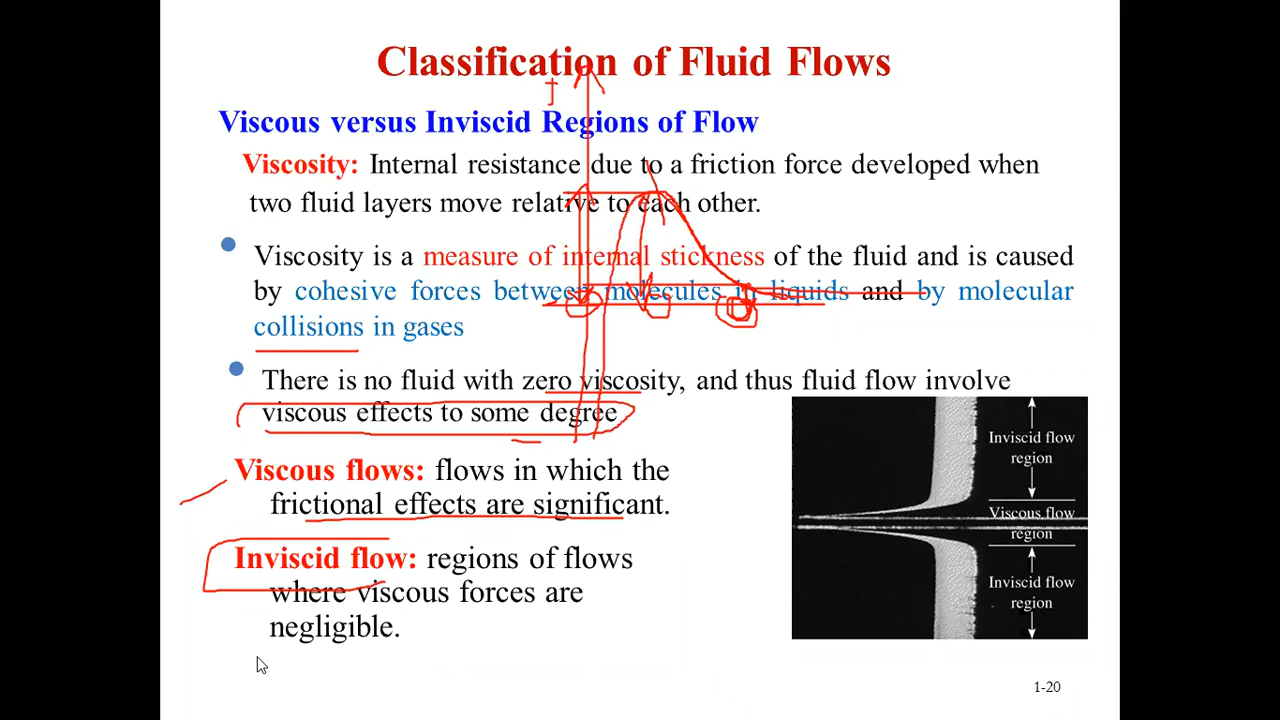 Classification of Fluid Flows
Viscous versus Inviscid Regions of Flow
Viscosity: Internal resistance due to a friction force developed when
two fluid layers move relative to each other.
Viscosity is a measure of internal stickness of the fluid and is caused
by cohesive forces between molecules in liquids and by molecular
collisions in gases
There is no fluid with zero viscosity, and thus fluid flow involve
viscous effects to some degree
Viscous flows: flows in which the
frictional effects are significant.
Inviscid flow: regions of flows
where viscous forces are
negligible.
Inviscid flow
region
Viscous flow
region
Inviscid flow
region
1-20